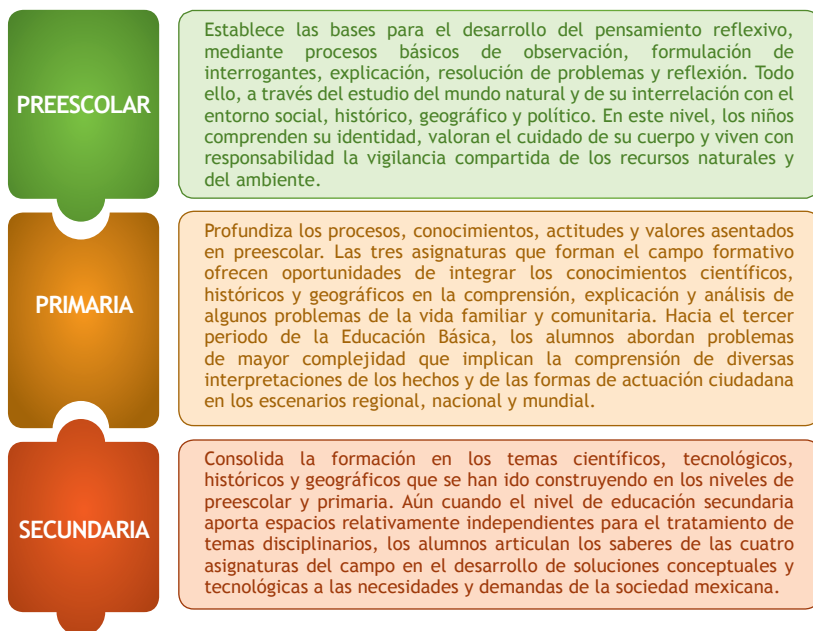 PREESCOLAR
Establece las bases para el desarrollo del pensamiento reflexivo,
mediante procesos básicos de observación, formulación de
interrogantes, explicación, resolución de problemas y reflexión. Todo
ello, a través del estudio del mundo natural y de su interrelación con el
entorno social, histórico, geográfico y político. En este nivel, los niños
comprenden su identidad, valoran el cuidado de su cuerpo y viven con
responsabilidad la vigilancia compartida de los recursos naturales y
del ambiente.
PRIMARIA
Profundiza los procesos, conocimientos, actitudes y valores asentados
en preescolar. Las tres asignaturas que forman el campo formativo
ofrecen oportunidades de integrar los conocimientos científicos,
históricos y geográficos en la comprensión, explicación y análisis de
algunos problemas de la vida familiar y comunitaria. Hacia el tercer
periodo de la Educación Básica, los alumnos abordan problemas
de mayor complejidad que implican la comprensión de diversas
interpretaciones de los hechos y de las formas de actuación ciudadana
en los escenarios regional, nacional y mundial.
SECUNDARIA
Consolida la formación en los temas científicos, tecnológicos,
históricos y geográficos que se han ido construyendo en los niveles de
preescolar y primaria. Aún cuando el nivel de educación secundaria
aporta espacios relativamente independientes para el tratamiento de
temas disciplinarios, los alumnos articulan los saberes de las cuatro
asignaturas del campo en el desarrollo de soluciones conceptuales y
tecnológicas a las necesidades y demandas de la sociedad mexicana.